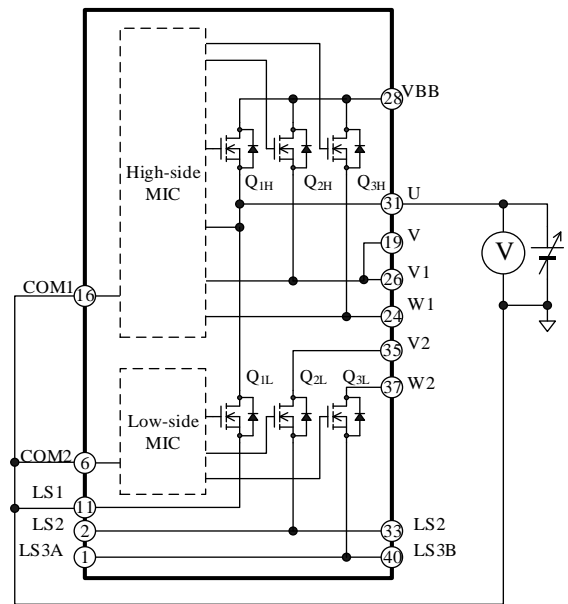 VBB
28
High-side
MIC
Q1H
Q2H
Q3H
U
31
V
19
V
COM1
16
V1
26
W1
24
V2
35
Q1L
Q2L
Q3L
W2
37
Low-side
MIC
COM2
6
LS1
11
LS2
2
33
LS2
LS3A
1
40
LS3B